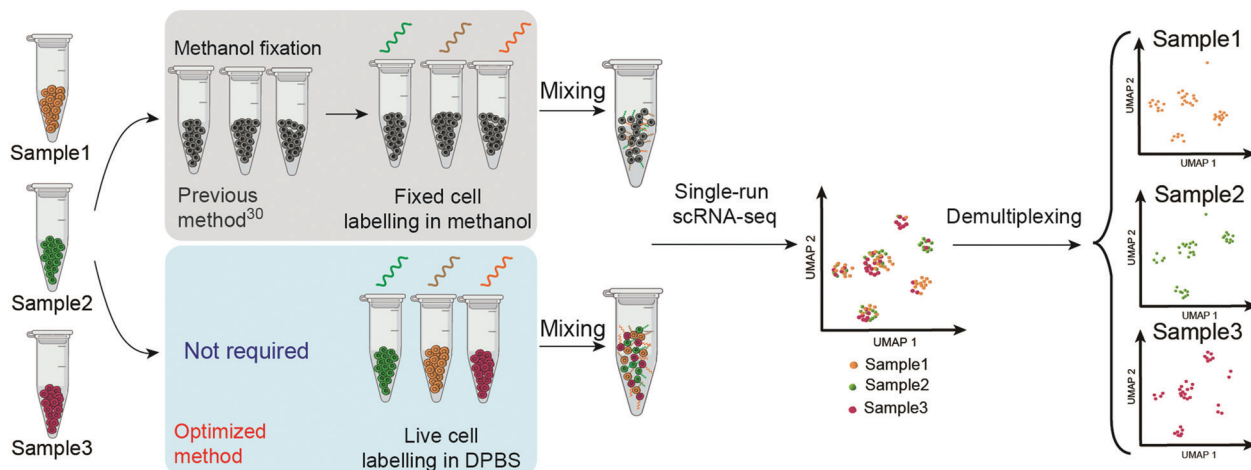 Sample1
Sample2
Sample3
Methanol fixation
Previous
method30
Fixed cell
labelling in methanol
Mixing
Not required
Optimized
method
Live cell
labelling in DPBS
Mixing
Single-run
scRNA-seq
UMAP 2
UMAP 1
Sample1
Sample2
Sample3
Demultiplexing
Sample1
UMAP 2
UMAP 1
Sample2
UMAP 2
UMAP 1
Sample3
UMAP 2
UMAP 1